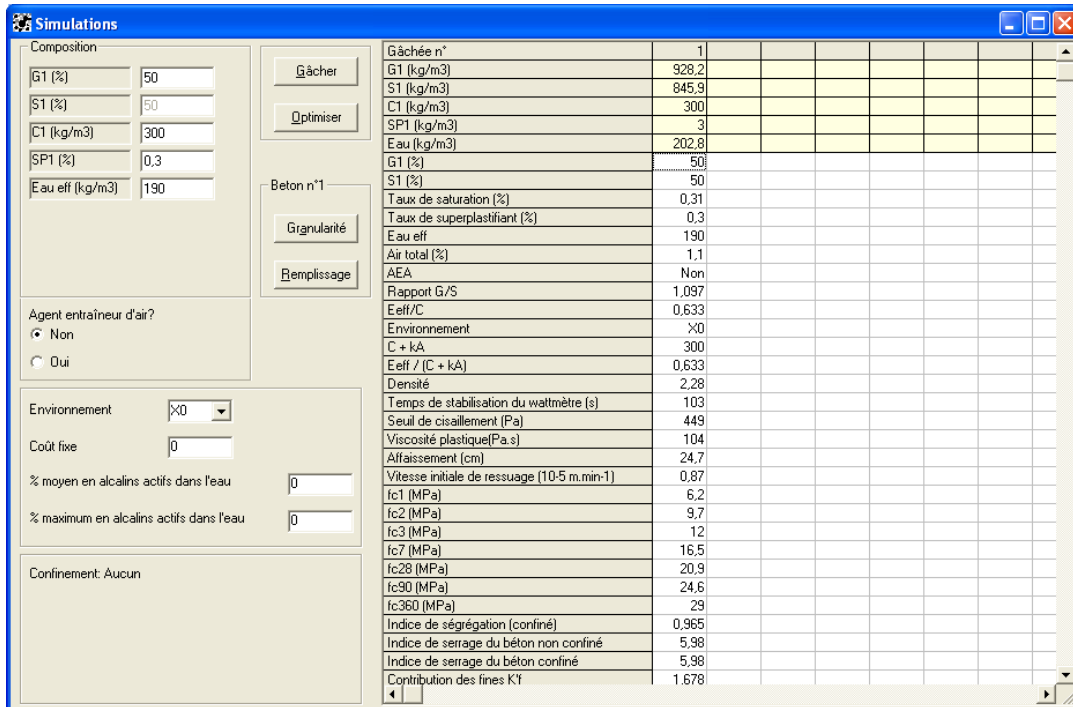 Simulations
Composition
G1 (%) 50
S1 (%) 50
C1 (kg/m3) 300
SP1 (%) 0,3
Eau eff (kg/m3) 190
Gâcher
Optimiser
Beton n°1
Granularité
Remplissage
Agent entraîneur d'air?
Non
Oui
Environnement X0
Coût fixe 0
% moyen en alcalins actifs dans l'eau 0
% maximum en alcalins actifs dans l'eau 0
Confinement: Aucun
Gâchée n° 1
G1 (kg/m3) 928,2
S1 (kg/m3) 845,9
C1 (kg/m3) 300
SP1 (kg/m3) 3
Eau (kg/m3) 202,8
G1 (%) 50
S1 (%) 50
Taux de saturation (%) 0,31
Taux de superplastifiant (%) 0,3
Eau eff 190
Air total (%) 1,1
AEA Non
Rapport G/S 1,097
Eeff/C 0,633
Environnement X0
C + kA 300
Eeff / (C + kA) 0,633
Densité 2,28
Temps de stabilisation du wattmètre (s) 103
Seuil de cisaillement (Pa) 449
Viscosité plastique(Pa.s) 104
Affaissement (cm) 24,7
Vitesse initiale de ressuage (10-5 m.min-1) 0,87
fc1 (MPa) 6,2
fc2 (MPa) 9,7
fc3 (MPa) 12
fc7 (MPa) 16,5
fc28 (MPa) 20,9
fc90 (MPa) 24,6
fc360 (MPa) 29
Indice de ségrégation (confiné) 0,965
Indice de serrage du béton non confiné 5,98
Indice de serrage du béton confiné 5,98
Contribution des fines K'f 1,678